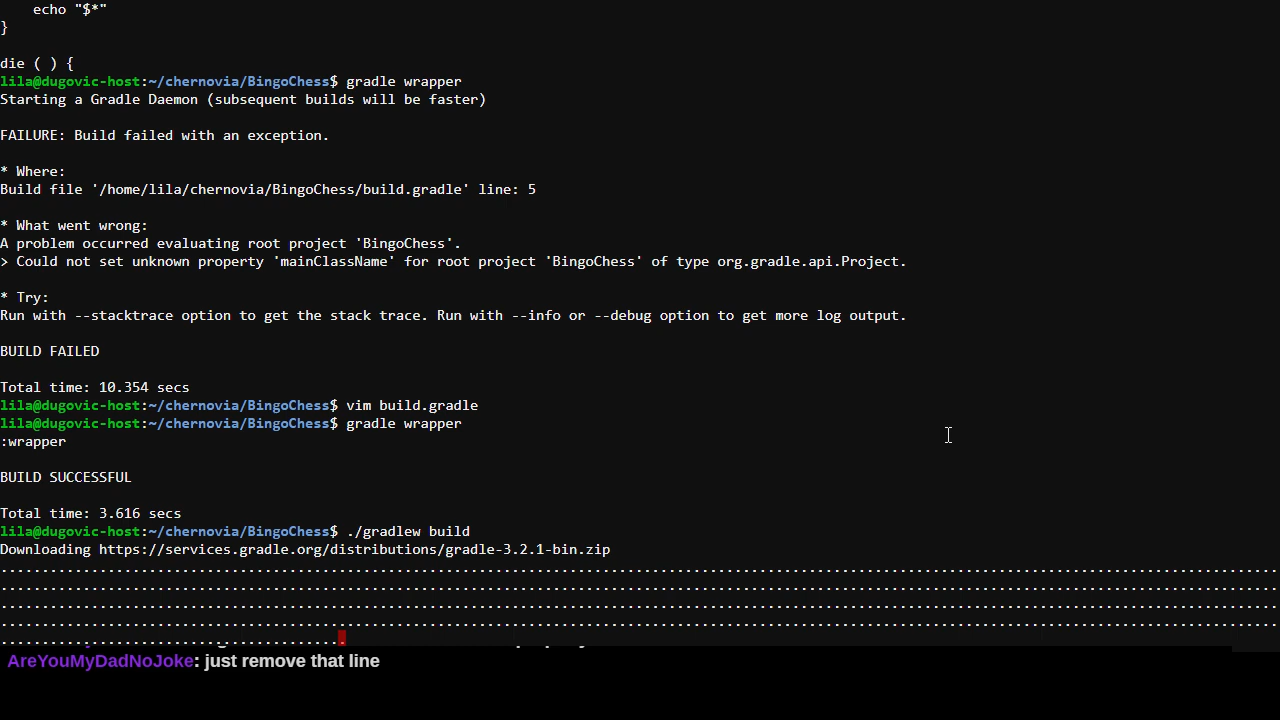 echo "$*"
}
die ( ) {
lila@dugovic-host:~/chernovia/BingoChess$ gradle wrapper
Starting a Gradle Daemon (subsequent builds will be faster)
FAILURE: Build failed with an exception.
* Where:
Build file '/home/lila/chernovia/BingoChess/build.gradle' line: 5
* What went wrong:
A problem occurred evaluating root project 'BingoChess'.
> Could not set unknown property 'mainClassName' for root project 'BingoChess' of type org.gradle.api.Project.
* Try:
Run with --stacktrace option to get the stack trace. Run with --info or --debug option to get more log output.
BUILD FAILED
Total time: 10.354 secs
lila@dugovic-host:~/chernovia/BingoChess$ vim build.gradle
lila@dugovic-host:~/chernovia/BingoChess$ gradle wrapper
:wrapper
BUILD SUCCESSFUL
Total time: 3.616 secs
lila@dugovic-host:~/chernovia/BingoChess$ ./gradlew build
Downloading https://services.gradle.org/distributions/gradle-3.2.1-bin.zip
............................................................................................................................................................
............................................................................................................................................................
............................................................................................................................................................
............................................................................................................................................................
..........................................
AreYouMyDadNoJoke: just remove that line